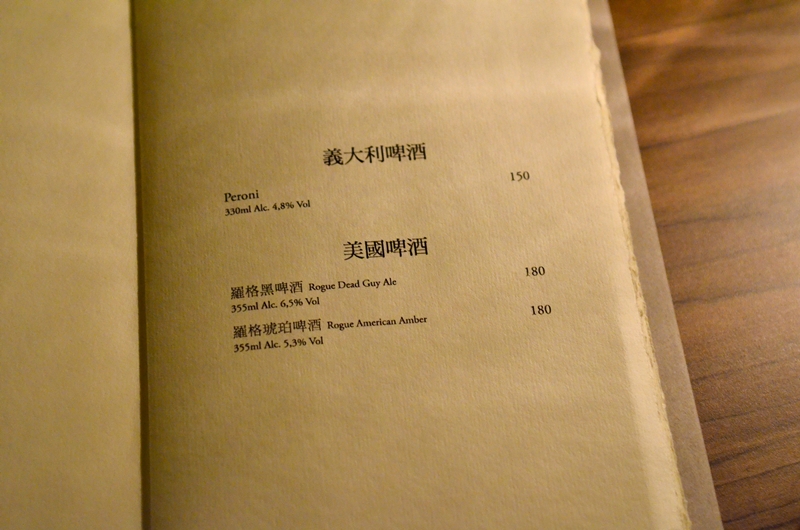 義大利啤酒
Peroni 150
330ml Alc. 4,8% Vol
美國啤酒
羅格黑啤酒 Rogue Dead Guy Ale 180
355ml Alc. 6,5% Vol
羅格琥珀啤酒 Rogue American Amber 180
355ml Alc. 5,3% Vol